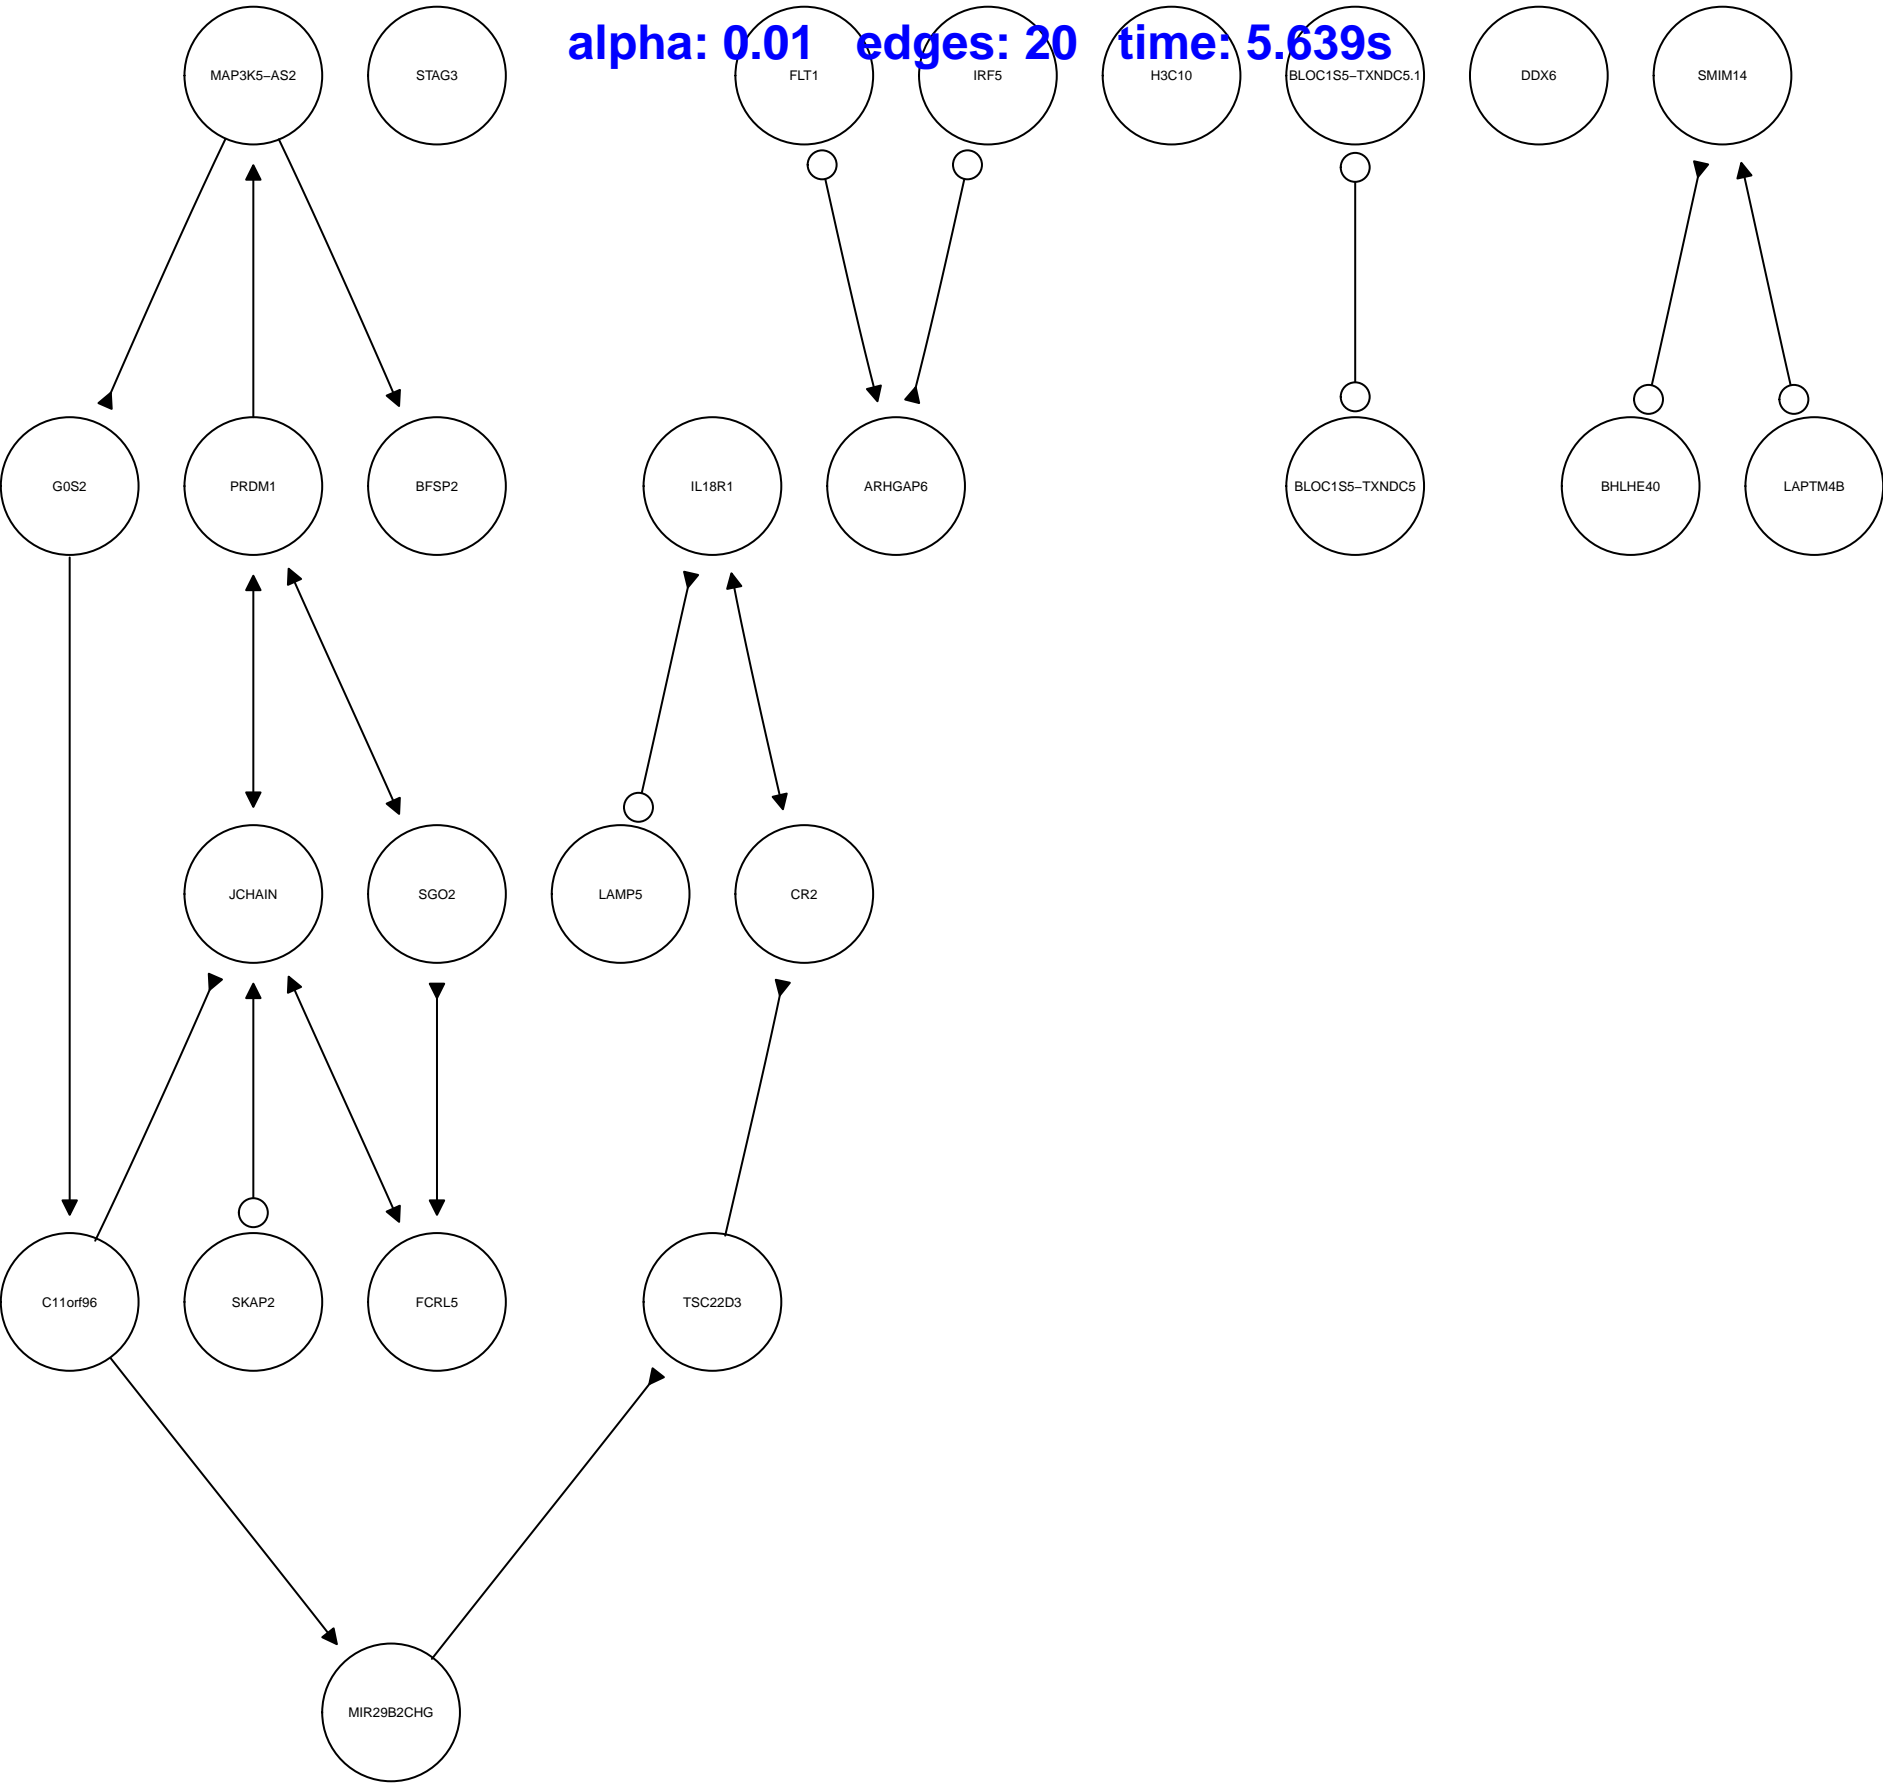 alpha: 0.01 edges: 20 time: 5.639s
MAP3K5−AS2 STAG3 FLT1 IRF5 H3C10 BLOC1S5−TXNDC5.1 DDX6 SMIM14
G0S2 PRDM1 BFSP2 IL18R1 ARHGAP6 BLOC1S5−TXNDC5 BHLHE40 LAPTM4B
JCHAIN SGO2 LAMP5 CR2
C11orf96 SKAP2 FCRL5 TSC22D3
MIR29B2CHG